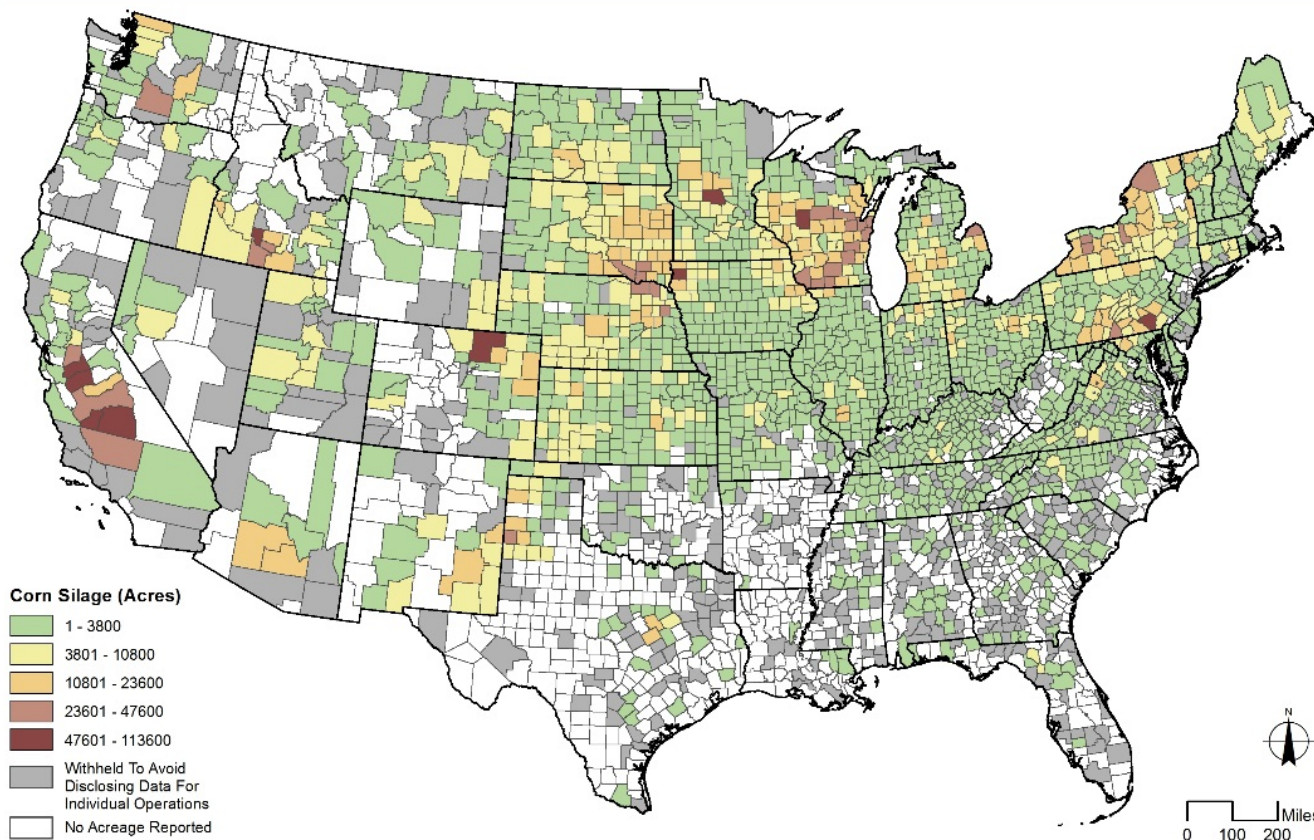 Corn Silage (Acres)
1 - 3800
3801 - 10800
10801 - 23600
23601 - 47600
47601 - 113600
Withheld To Avoid
Disclosing Data For
Individual Operations
No Acreage Reported
N
Miles
0 100 200